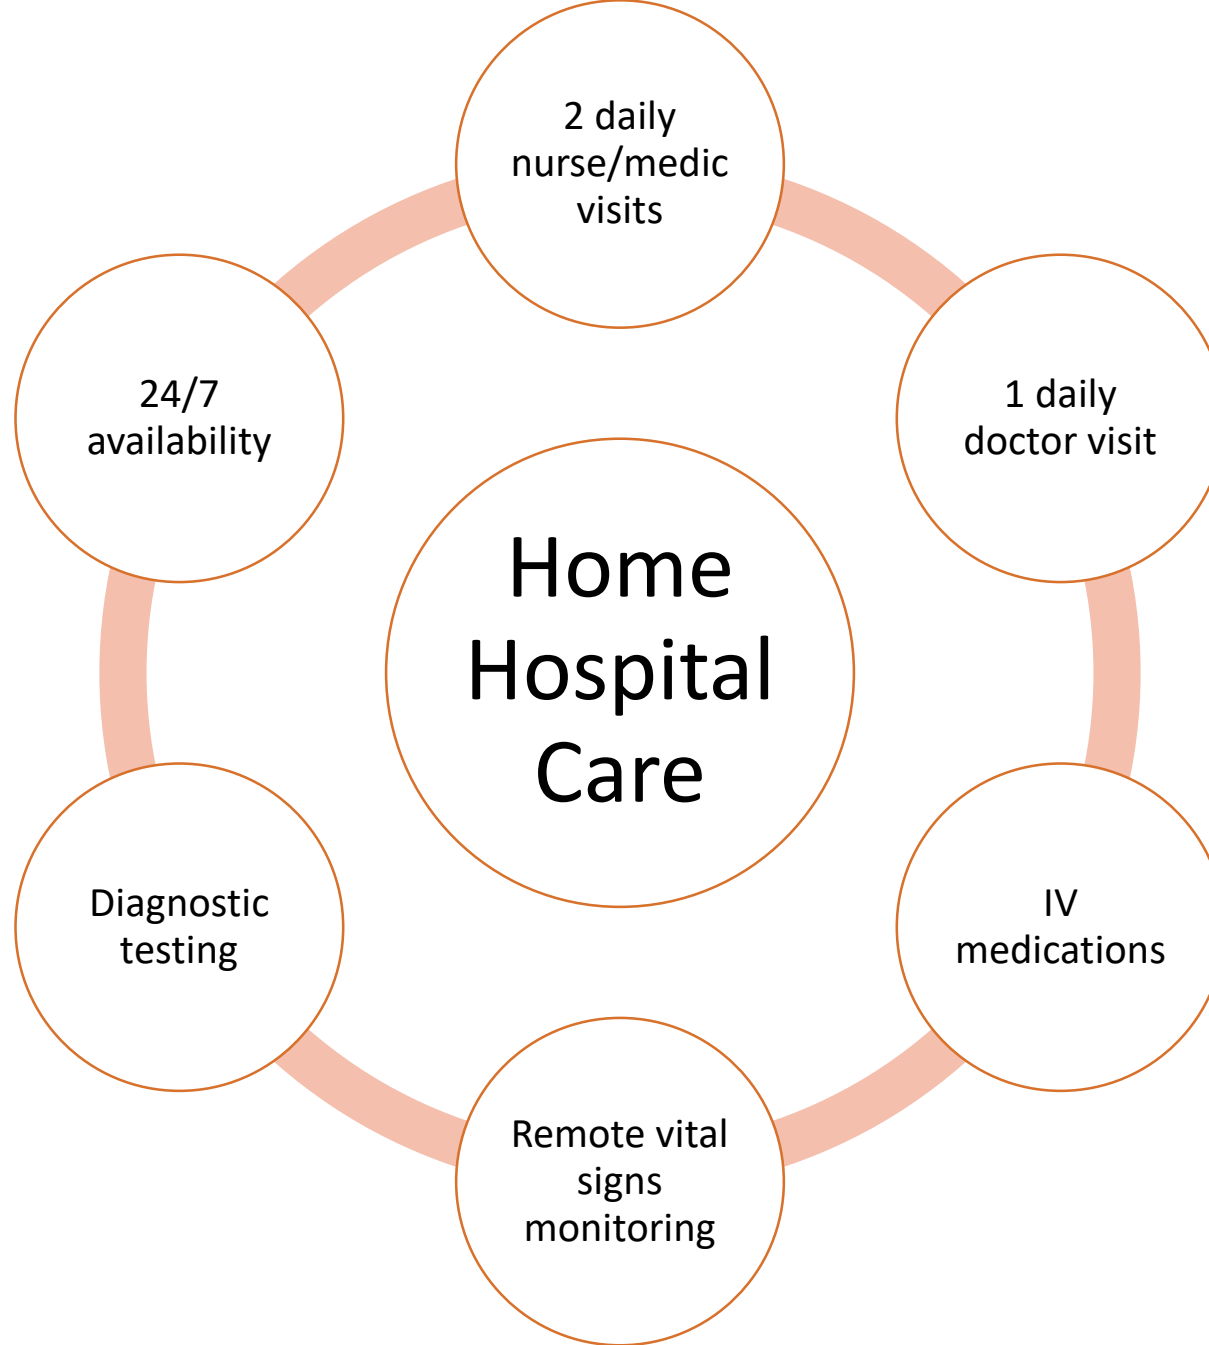 2 daily
nurse/medic
visits
1 daily
doctor visit
IV
medications
Remote vital
signs
monitoring
Diagnostic
testing
24/7
availability
Home
Hospital
Care